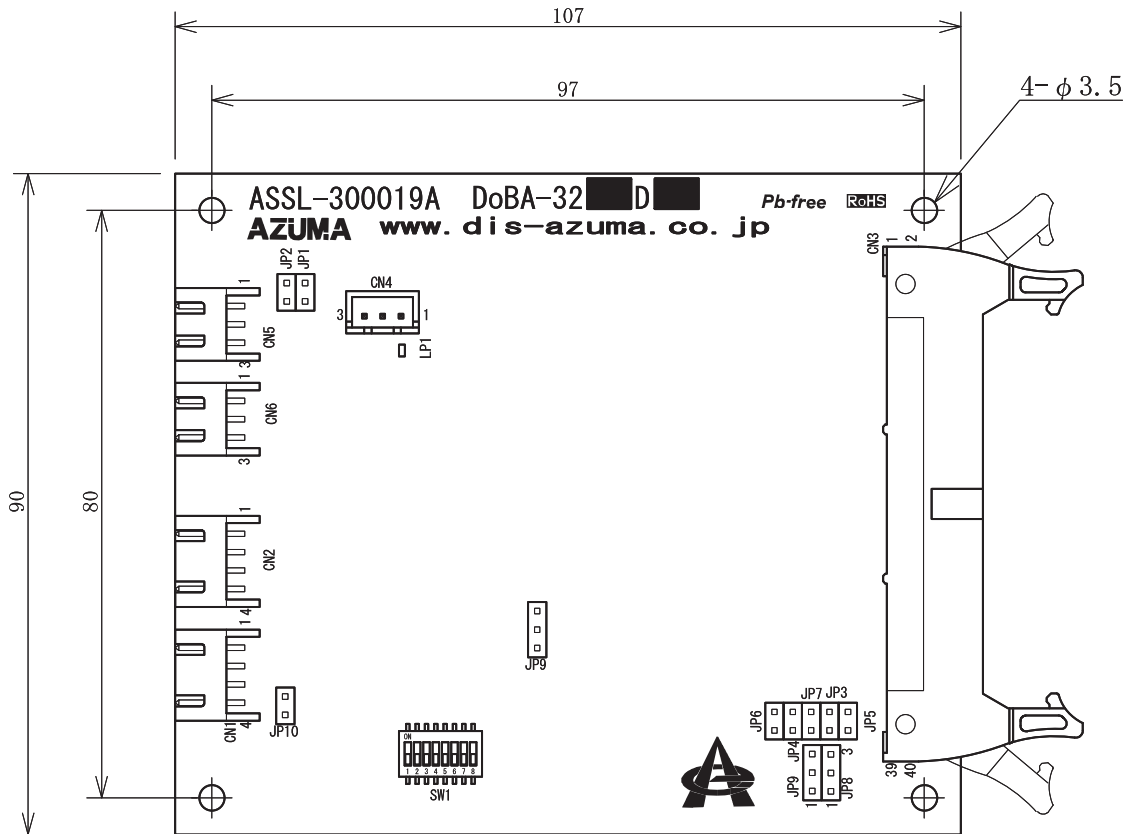 107
97
4-φ3.5
ASSL-300019A DoBA-32 D
Pb-free RoHS
AZUMA www.dis-azuma.co.jp
CN3
1
2
JP2
JP1
CN4
3
1
LP1
1
CN5
3
1
CN6
3
90
80
1
CN2
4
1
CN1
4
JP10
JP9
ON
1 2 3 4 5 6 7 8
SW1
JP7 JP3
JP6
JP5
JP4
3
JP9
JP8
1
1
39
40